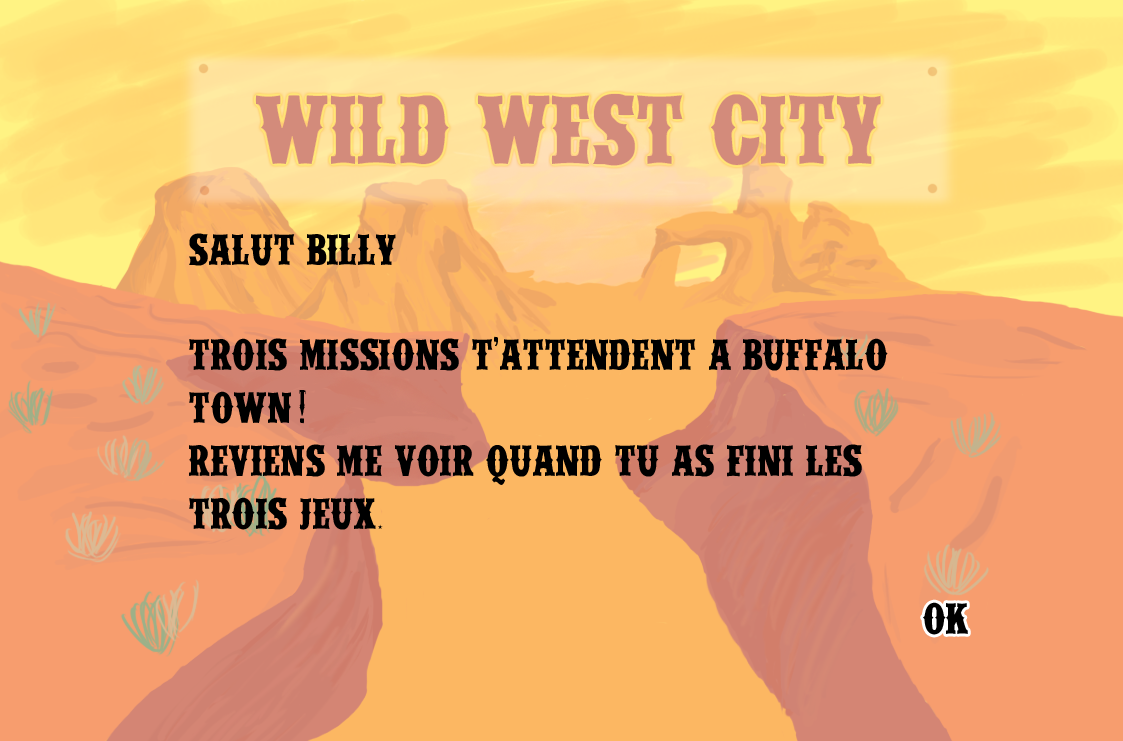 WILD WEST CITY
SALUT BILLY
TROIS MISSIONS T'ATTENDENT A BUFFALO
TOWN!
REVIENS ME VOIR QUAND TU AS FINI LES
TROIS JEUX.
OK